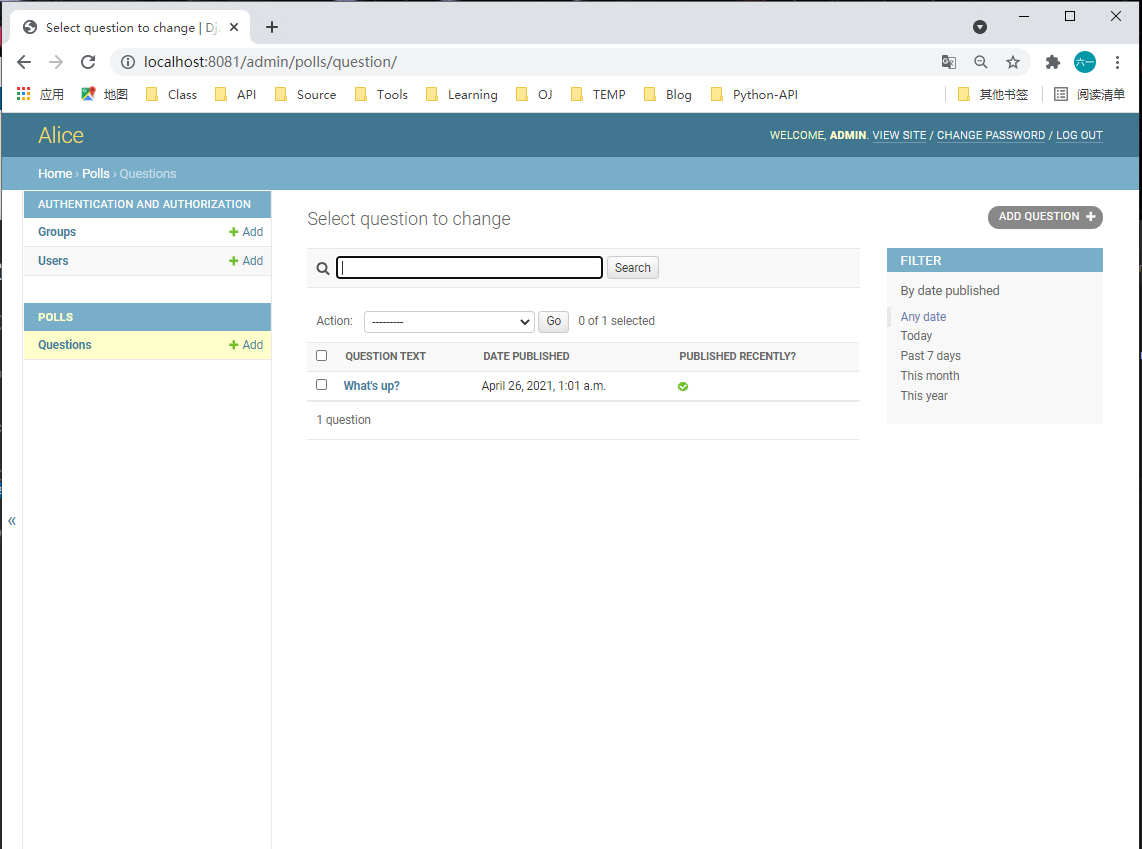 Select question to change | Dj
localhost:8081/admin/polls/question/
应用 地图 Class API Source Tools Learning OJ TEMP Blog Python-API 其他书签 阅读清单
六一
Alice
WELCOME, ADMIN. VIEW SITE / CHANGE PASSWORD / LOG OUT
Home › Polls › Questions
AUTHENTICATION AND AUTHORIZATION
Groups + Add
Users + Add
POLLS
Questions + Add
«
Select question to change
ADD QUESTION +
Search
Action: --------- Go 0 of 1 selected
QUESTION TEXT DATE PUBLISHED PUBLISHED RECENTLY?
What's up? April 26, 2021, 1:01 a.m.
1 question
FILTER
By date published
Any date
Today
Past 7 days
This month
This year